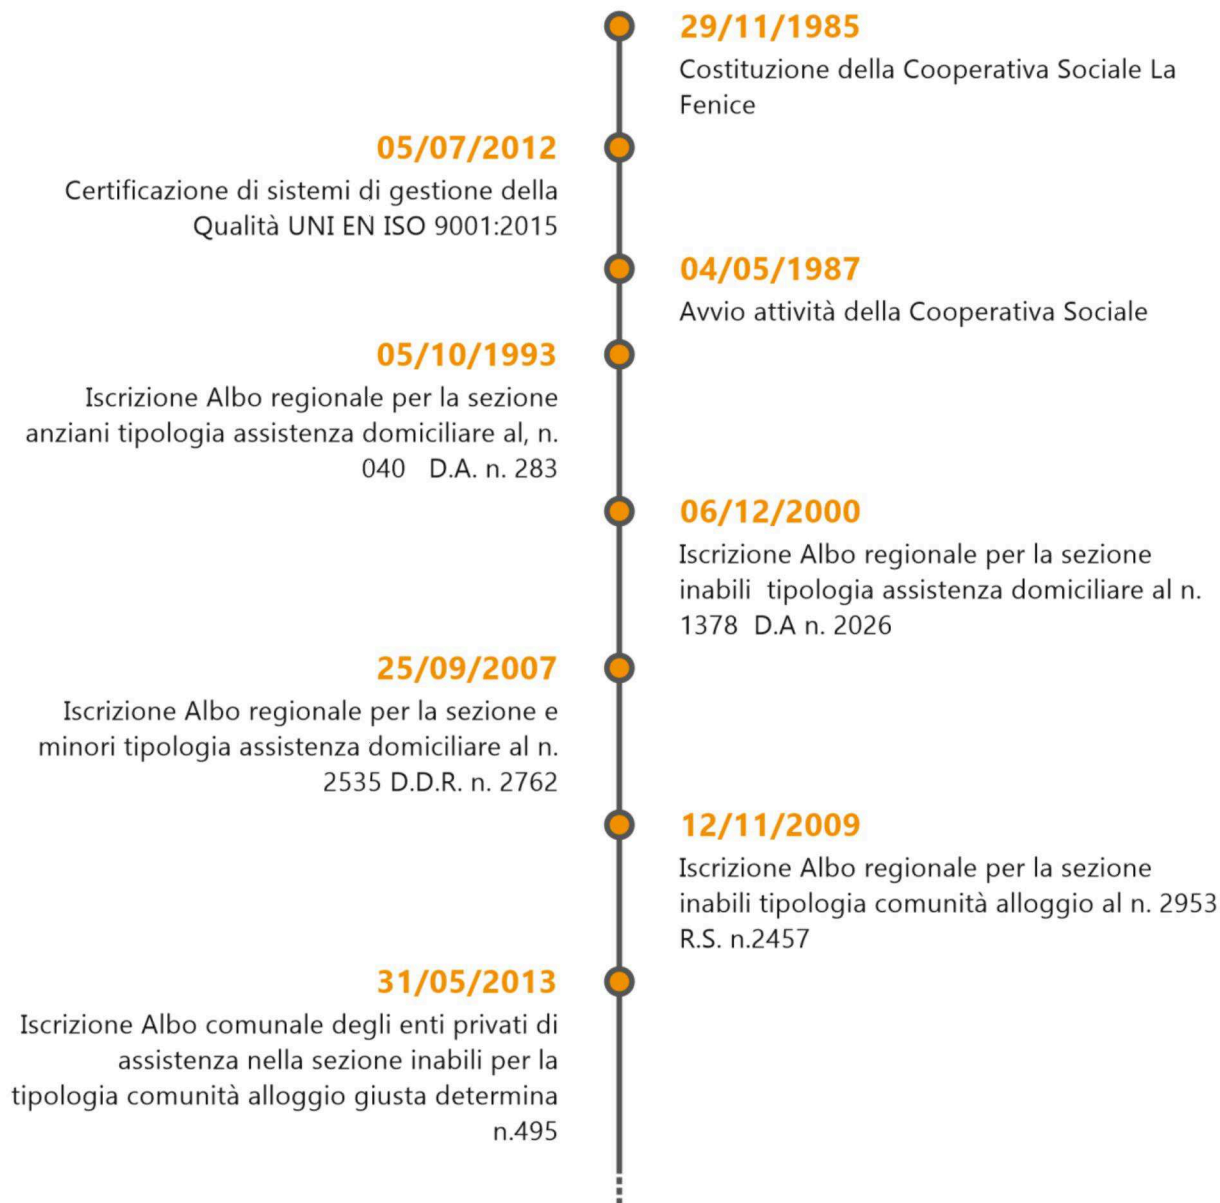 29/11/1985
Costituzione della Cooperativa Sociale La
Fenice
05/07/2012
Certificazione di sistemi di gestione della
Qualità UNI EN ISO 9001:2015
04/05/1987
Avvio attività della Cooperativa Sociale
05/10/1993
Iscrizione Albo regionale per la sezione
anziani tipologia assistenza domiciliare al, n.
040 D.A. n. 283
06/12/2000
Iscrizione Albo regionale per la sezione
inabili tipologia assistenza domiciliare al n.
1378 D.A n. 2026
25/09/2007
Iscrizione Albo regionale per la sezione e
minori tipologia assistenza domiciliare al n.
2535 D.D.R. n. 2762
12/11/2009
Iscrizione Albo regionale per la sezione
inabili tipologia comunità alloggio al n. 2953
R.S. n.2457
31/05/2013
Iscrizione Albo comunale degli enti privati di
assistenza nella sezione inabili per la
tipologia comunità alloggio giusta determina
n.495